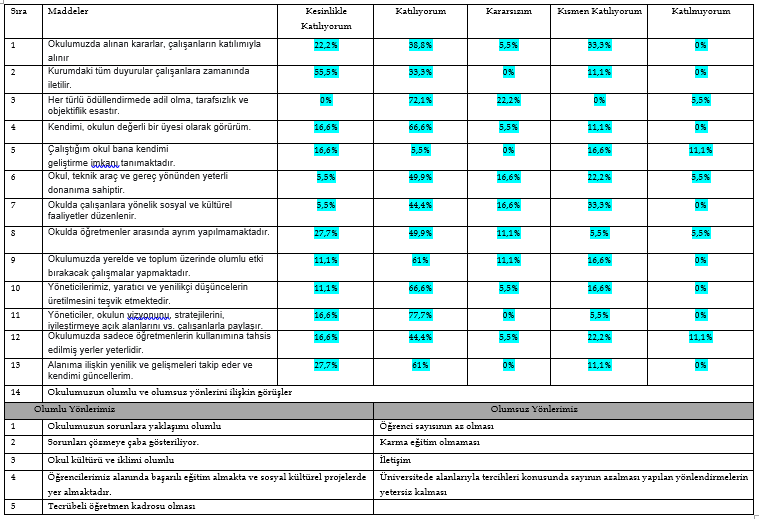 Sıra Maddeler Kesinlikle Katılıyorum Katılıyorum Kararsızım Kısmen Katılıyorum Katılmıyorum
1 Okulumuzda alınan kararlar, çalışanların katılımıyla alınır 22,2% 38,8% 5,5% 33,3% 0%
2 Kurumdaki tüm duyurular çalışanlara zamanında iletilir. 55,5% 33,3% 0% 11,1% 0%
3 Her türlü ödüllendirmede adil olma, tarafsızlık ve objektiflik esastır. 0% 72,1% 22,2% 0% 5,5%
4 Kendimi, okulun değerli bir üyesi olarak görürüm. 16,6% 66,6% 5,5% 11,1% 0%
5 Çalıştığım okul bana kendimi geliştirme imkanı tanımaktadır. 16,6% 5,5% 0% 16,6% 11,1%
6 Okul, teknik araç ve gereç yönünden yeterli donanıma sahiptir. 5,5% 49,9% 16,6% 22,2% 5,5%
7 Okulda çalışanlara yönelik sosyal ve kültürel faaliyetler düzenlenir. 5,5% 44,4% 16,6% 33,3% 0%
8 Okulda öğretmenler arasında ayrım yapılmamaktadır. 27,7% 49,9% 11,1% 5,5% 5,5%
9 Okulumuzda yerelde ve toplum üzerinde olumlu etki bırakacak çalışmalar yapmaktadır. 11,1% 61% 11,1% 16,6% 0%
10 Yöneticilerimiz, yaratıcı ve yenilikçi düşüncelerin üretilmesini teşvik etmektedir. 11,1% 66,6% 5,5% 16,6% 0%
11 Yöneticiler, okulun vizyonunu, stratejilerini, iyileştirmeye açık alanlarını vs. çalışanlarla paylaşır. 16,6% 77,7% 0% 5,5% 0%
12 Okulumuzda sadece öğretmenlerin kullanımına tahsis edilmiş yerler yeterlidir. 16,6% 44,4% 5,5% 22,2% 11,1%
13 Alanıma ilişkin yenilik ve gelişmeleri takip eder ve kendimi güncellerim. 27,7% 61% 0% 11,1% 0%
14 Okulumuzun olumlu ve olumsuz yönlerini ilişkin görüşler
Olumlu Yönlerimiz Olumsuz Yönlerimiz
1 Okulumuzun sorunlara yaklaşımı olumlu Öğrenci sayısının az olması
2 Sorunları çözmeye çaba gösteriliyor. Karma eğitim olmaması
3 Okul kültürü ve iklimi olumlu İletişim
4 Öğrencilerimiz alanında başarılı eğitim almakta ve sosyal kültürel projelerde yer almaktadır. Üniversitede alanlarıyla tercihleri konusunda sayının azalması yapılan yönlendirmelerin yetersiz kalması
5 Tecrübeli öğretmen kadrosu olması